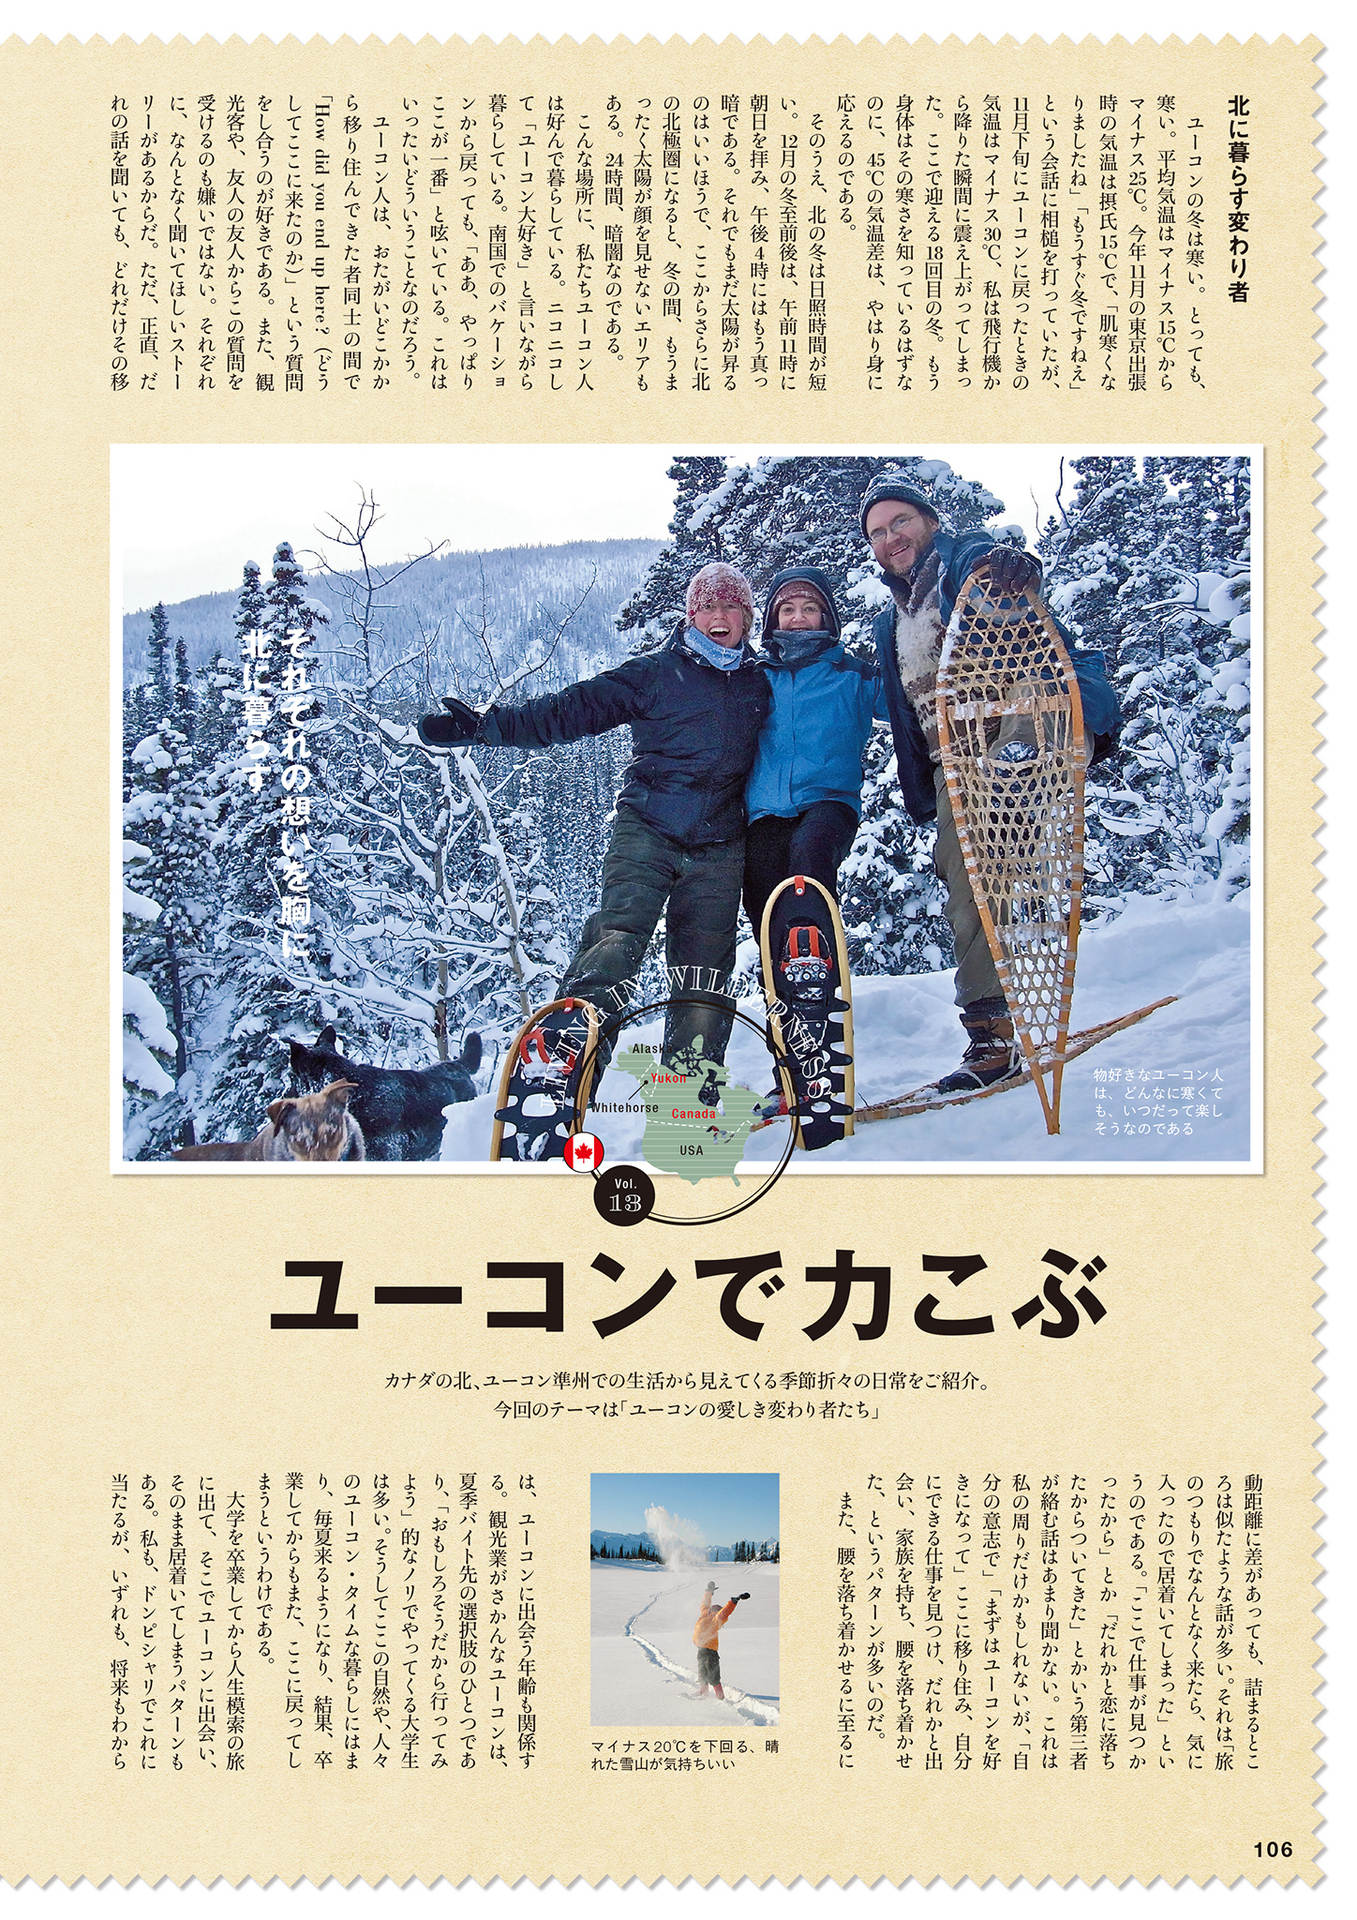 北に暮らす変わり者
ユーコンの冬は寒い。とっても、
寒い。平均気温はマイナス15℃から
マイナス25℃。今年11月の東京出張
時の気温は摂氏15℃で、「肌寒くな
りましたね」「もうすぐ冬ですねえ」
という会話に相槌を打っていたが、
11月下旬にユーコンに戻ったときの
気温はマイナス30℃、私は飛行機か
ら降りた瞬間に震え上がってしまっ
た。ここで迎える18回目の冬。もう
身体はその寒さを知っているはずな
のに、45℃の気温差は、やはり身に
応えるのである。
そのうえ、北の冬は日照時間が短
い。12月の冬至前後は、午前11時に
朝日を拝み、午後4時にはもう真っ
暗である。それでもまだ太陽が昇る
のはいいほうで、ここからさらに北
の北極圏になると、冬の間、もうま
ったく太陽が顔を見せないエリアも
ある。24時間、暗闇なのである。
こんな場所に、私たちユーコン人
は好んで暮らしている。ニコニコし
て「ユーコン大好き」と言いながら
暮らしている。南国でのバケーショ
ンから戻っても、「ああ、やっぱり
ここが一番」と呟いている。これは
いったいどういうことなのだろう。
ユーコン人は、おたがいどこかか
ら移り住んできた者同士の間で
「How did you end up here?（どう
してここに来たのか）」という質問
をし合うのが好きである。また、観
光客や、友人の友人からこの質問を
受けるのも嫌いではない。それぞれ
に、なんとなく聞いてほしいストー
リーがあるからだ。ただ、正直、だ
れの話を聞いても、どれだけその移
それぞれの想いを胸に
北に暮らす
LIVING IN WILDERNESS
Alaska
Yukon
Whitehorse
Canada
USA
Vol.
13
物好きなユーコン人
は、どんなに寒くて
も、いつだって楽し
そうなのである
ユーコンで力こぶ
カナダの北、ユーコン準州での生活から見えてくる季節折々の日常をご紹介。
今回のテーマは「ユーコンの愛しき変わり者たち」
動距離に差があっても、詰まるとこ
ろは似たような話が多い。それは「旅
のつもりでなんとなく来たら、気に
入ったので居着いてしまった」とい
うのである。「ここで仕事が見つか
ったから」とか「だれかと恋に落ち
たからついてきた」とかいう第三者
が絡む話はあまり聞かない。これは
私の周りだけかもしれないが、「自
分の意志で」「まずはユーコンを好
きになって」ここに移り住み、自分
にできる仕事を見つけ、だれかと出
会い、家族を持ち、腰を落ち着かせ
た、というパターンが多いのだ。
また、腰を落ち着かせるに至るに
マイナス20℃を下回る、晴
れた雪山が気持ちいい
は、ユーコンに出会う年齢も関係す
る。観光業がさかんなユーコンは、
夏季バイト先の選択肢のひとつであ
り、「おもしろそうだから行ってみ
よう」的なノリでやってくる大学生
は多い。そうしてここの自然や、人々
のユーコン・タイムな暮らしにはま
り、毎夏来るようになり、結果、卒
業してからもまた、ここに戻ってし
まうというわけである。
大学を卒業してから人生模索の旅
に出て、そこでユーコンに出会い、
そのまま居着いてしまうパターンも
ある。私も、ドンピシャリでこれに
当たるが、いずれも、将来もわから
106